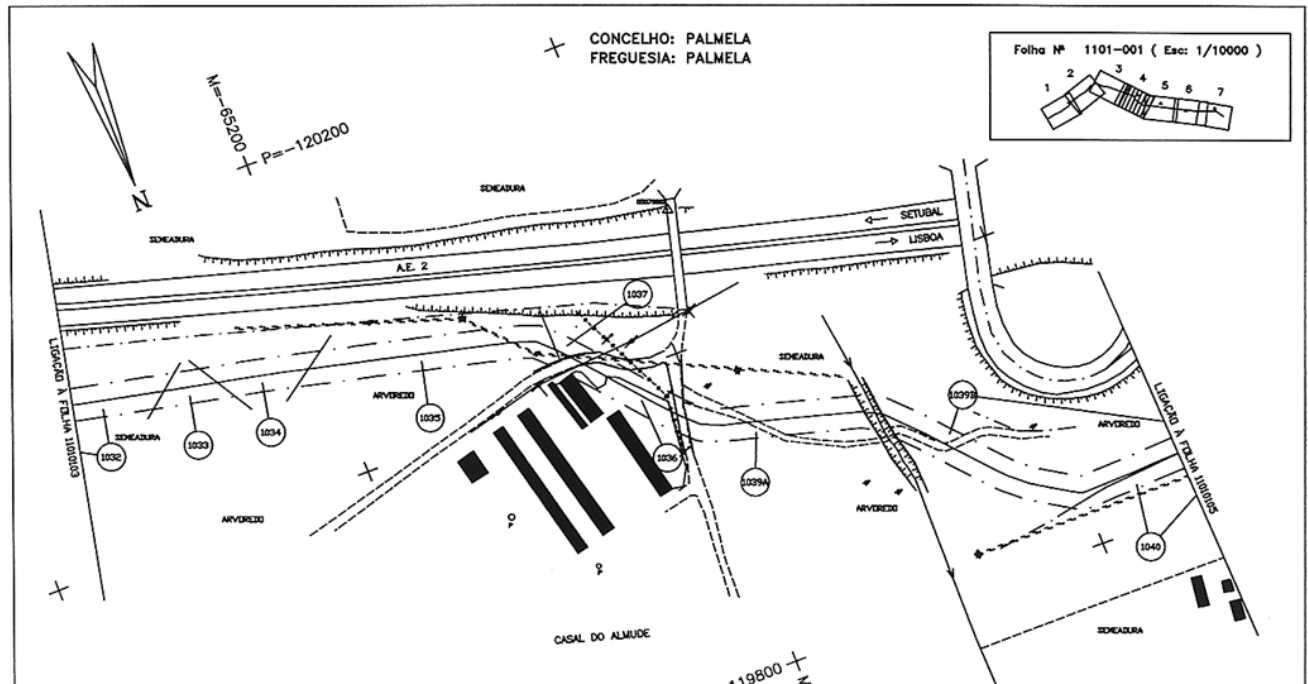 CONCELHO: PALMELA
FREGUESIA: PALMELA
Folha Nº 1101-001 ( Esc: 1/10000 )
1
2
3
4
5
6
7
M=-65200
P=-120200
N
SEMEADURA
SEMEADURA
SETUBAL
LISBOA
A.E. 2
1037
LIGAÇÃO À FOLHA 11010103
SEMEADURA
ARVOREDO
1039B
ARVOREDO
LIGAÇÃO À FOLHA 11010105
1032
SEMEADURA
1033
1034
1035
1036
1039A
ARVOREDO
ARVOREDO
P
P
1040
CASAL DO ALMUDE
SEMEADURA
119800
M